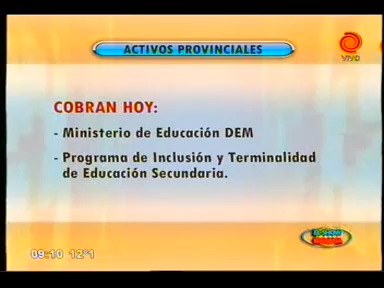 ACTIVOS PROVINCIALES
VIVO
COBRAN HOY:
- Ministerio de Educación DEM
- Programa de Inclusión y Terminalidad
de Educación Secundaria.
09:10 12°1